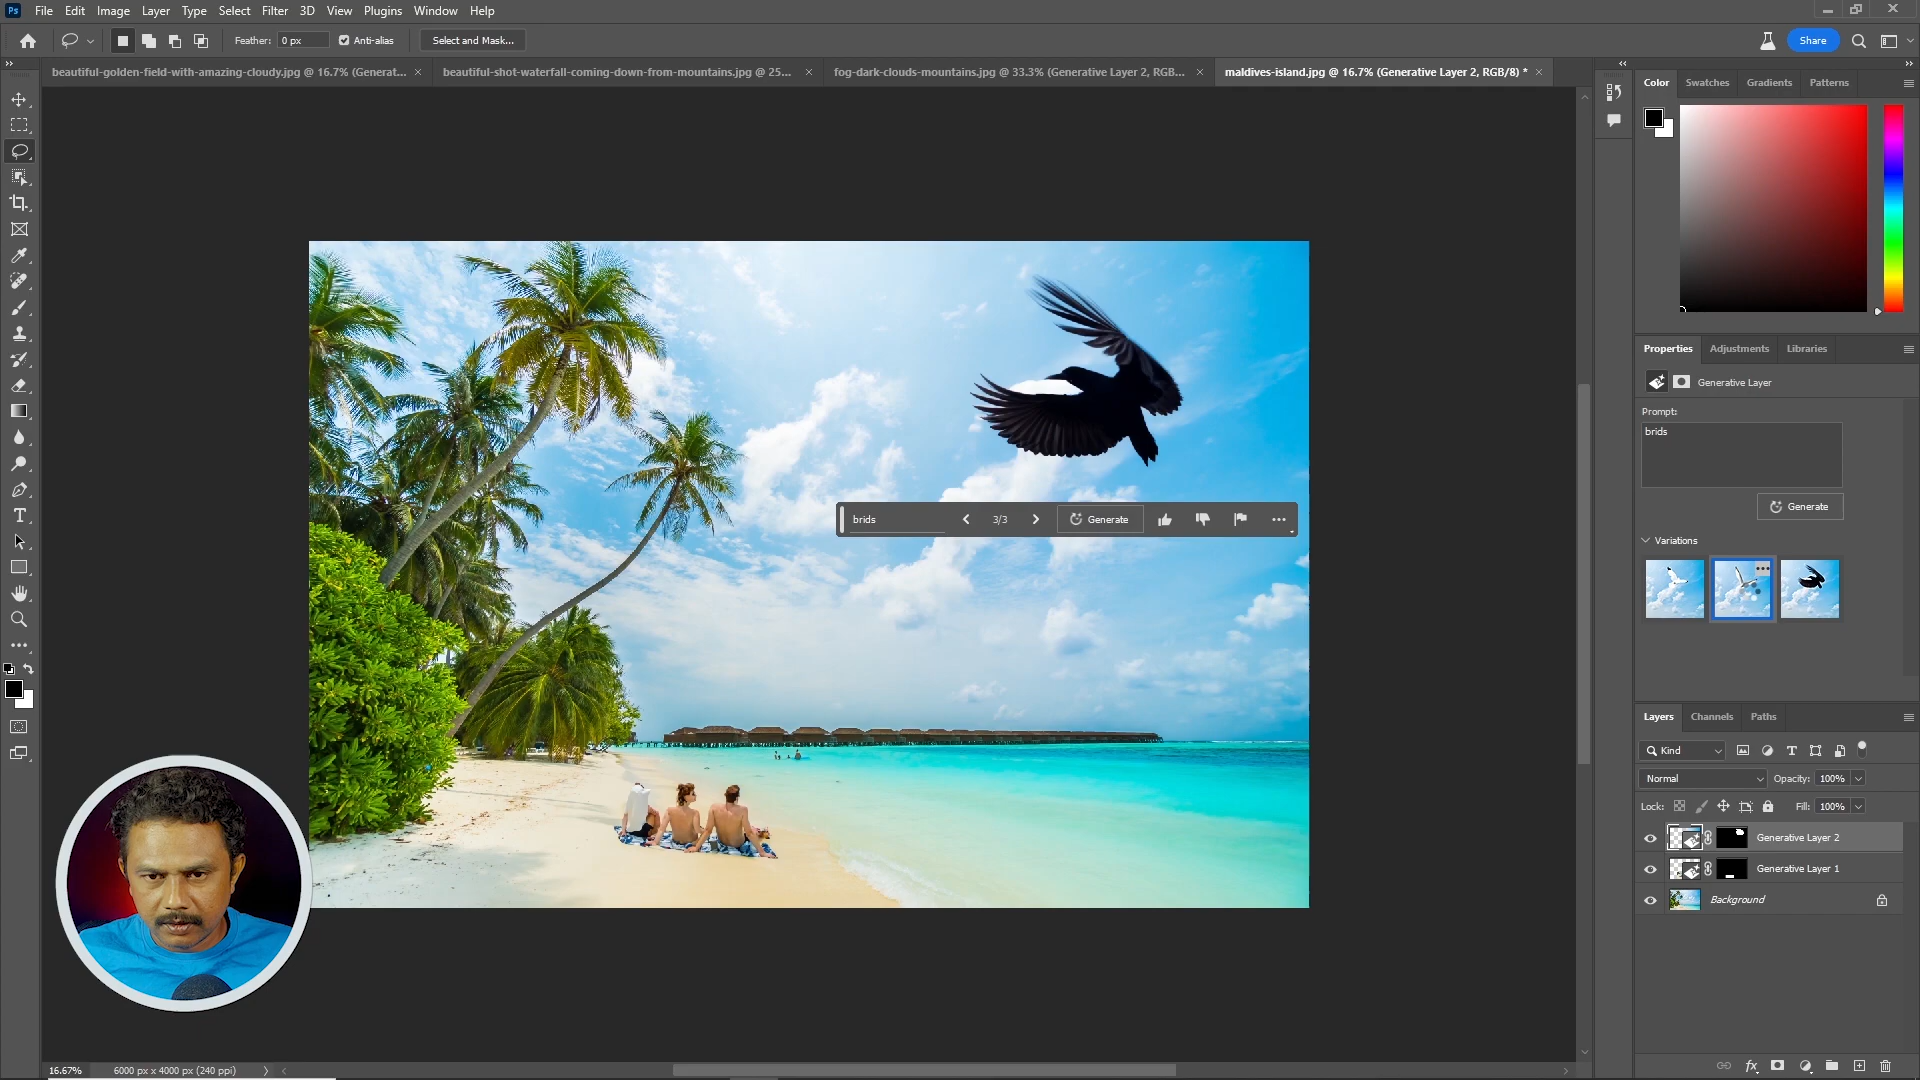 Ps File Edit Image Layer Type Select Filter 3D View Plugins Window Help
Feather: 0 px Anti-alias Select and Mask... Share
beautiful-golden-field-with-amazing-cloudy.jpg @ 16.7% (Generat... × beautiful-shot-waterfall-coming-down-from-mountains.jpg @ 25... × fog-dark-clouds-mountains.jpg @ 33.3% (Generative Layer 2, RGB... × maldives-island.jpg @ 16.7% (Generative Layer 2, RGB/8) * ×
Color Swatches Gradients Patterns
Properties Adjustments Libraries
Generative Layer
Prompt:
brids
Generate
brids 3/3 Generate
Variations
Layers Channels Paths
Kind
Normal Opacity: 100%
Lock: Fill: 100%
Generative Layer 2
Generative Layer 1
Background
16.67% 6000 px x 4000 px (240 ppi)